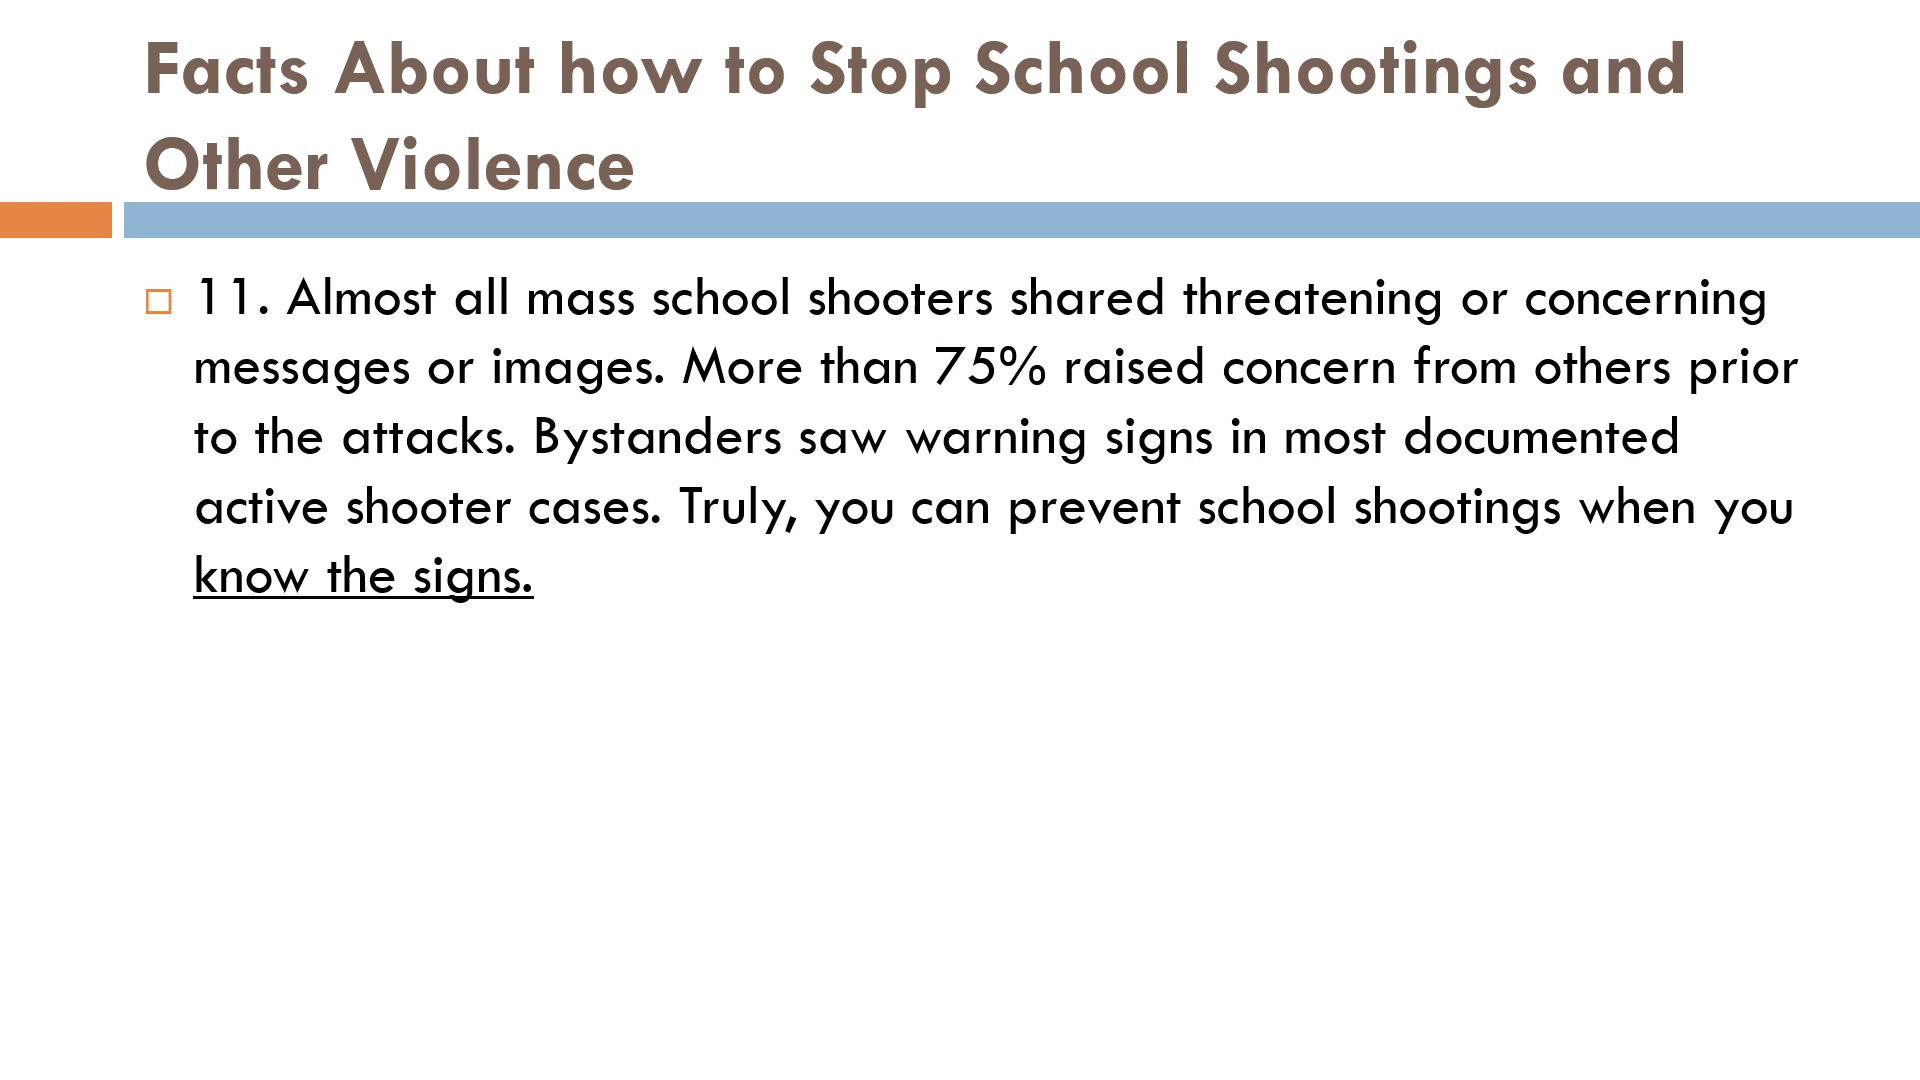 Facts About how to Stop School Shootings and
Other Violence
11. Almost all mass school shooters shared threatening or concerning
messages or images. More than 75% raised concern from others prior
to the attacks. Bystanders saw warning signs in most documented
active shooter cases. Truly, you can prevent school shootings when you
know the signs.